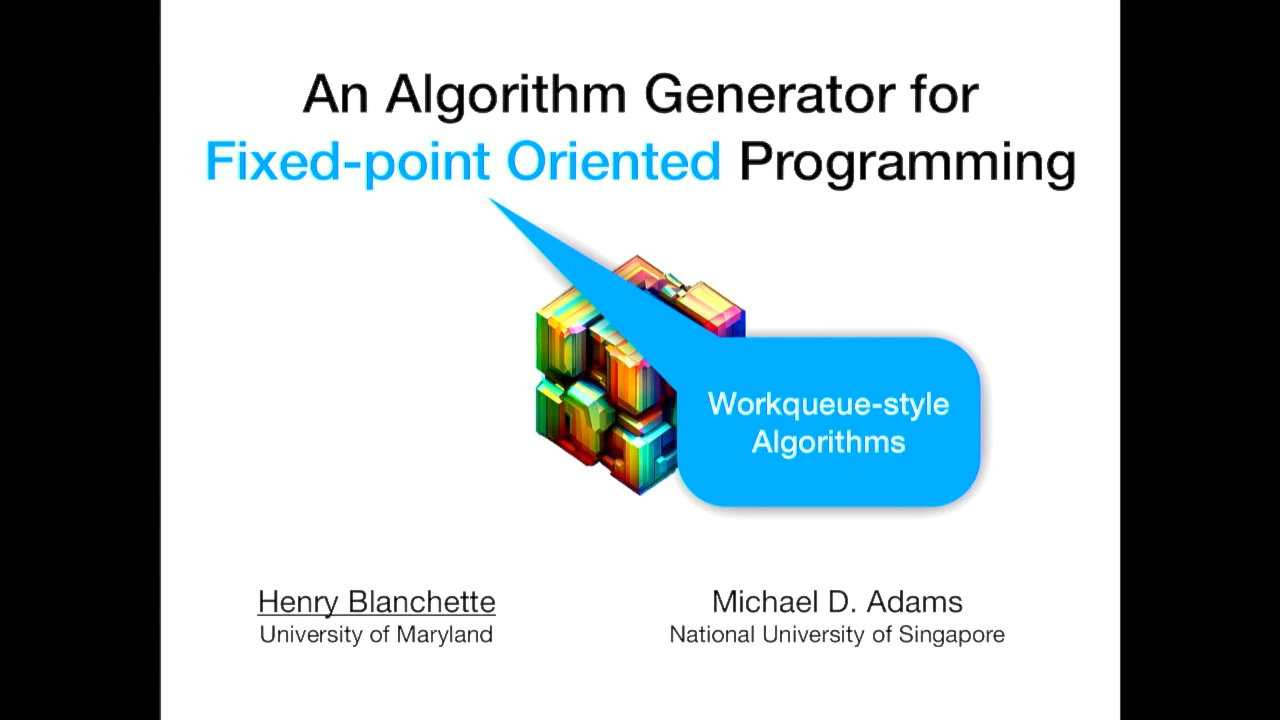 An Algorithm Generator for
Fixed-point Oriented Programming
Workqueue-style
Algorithms
Henry Blanchette
University of Maryland
Michael D. Adams
National University of Singapore